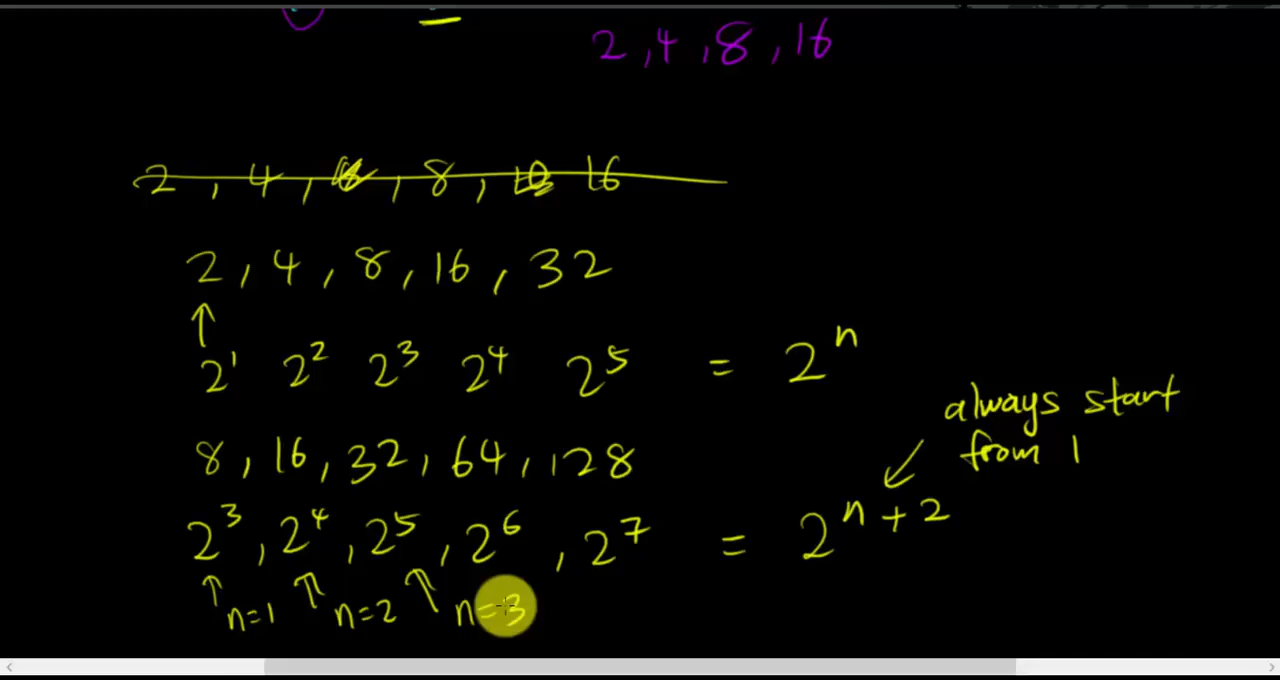 2, 4, 8, 16
2, 4, 8, 16
2, 4, 8, 16, 32
2¹ 2² 2³ 2⁴ 2⁵ = 2ⁿ
always start
from 1
8, 16, 32, 64, 128
2³, 2⁴, 2⁵, 2⁶, 2⁷ = 2ⁿ⁺²
n=1 n=2 n=3